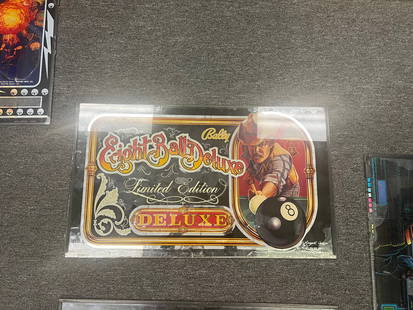 Bally
Eight Ball Deluxe
Limited Edition
DELUXE
8